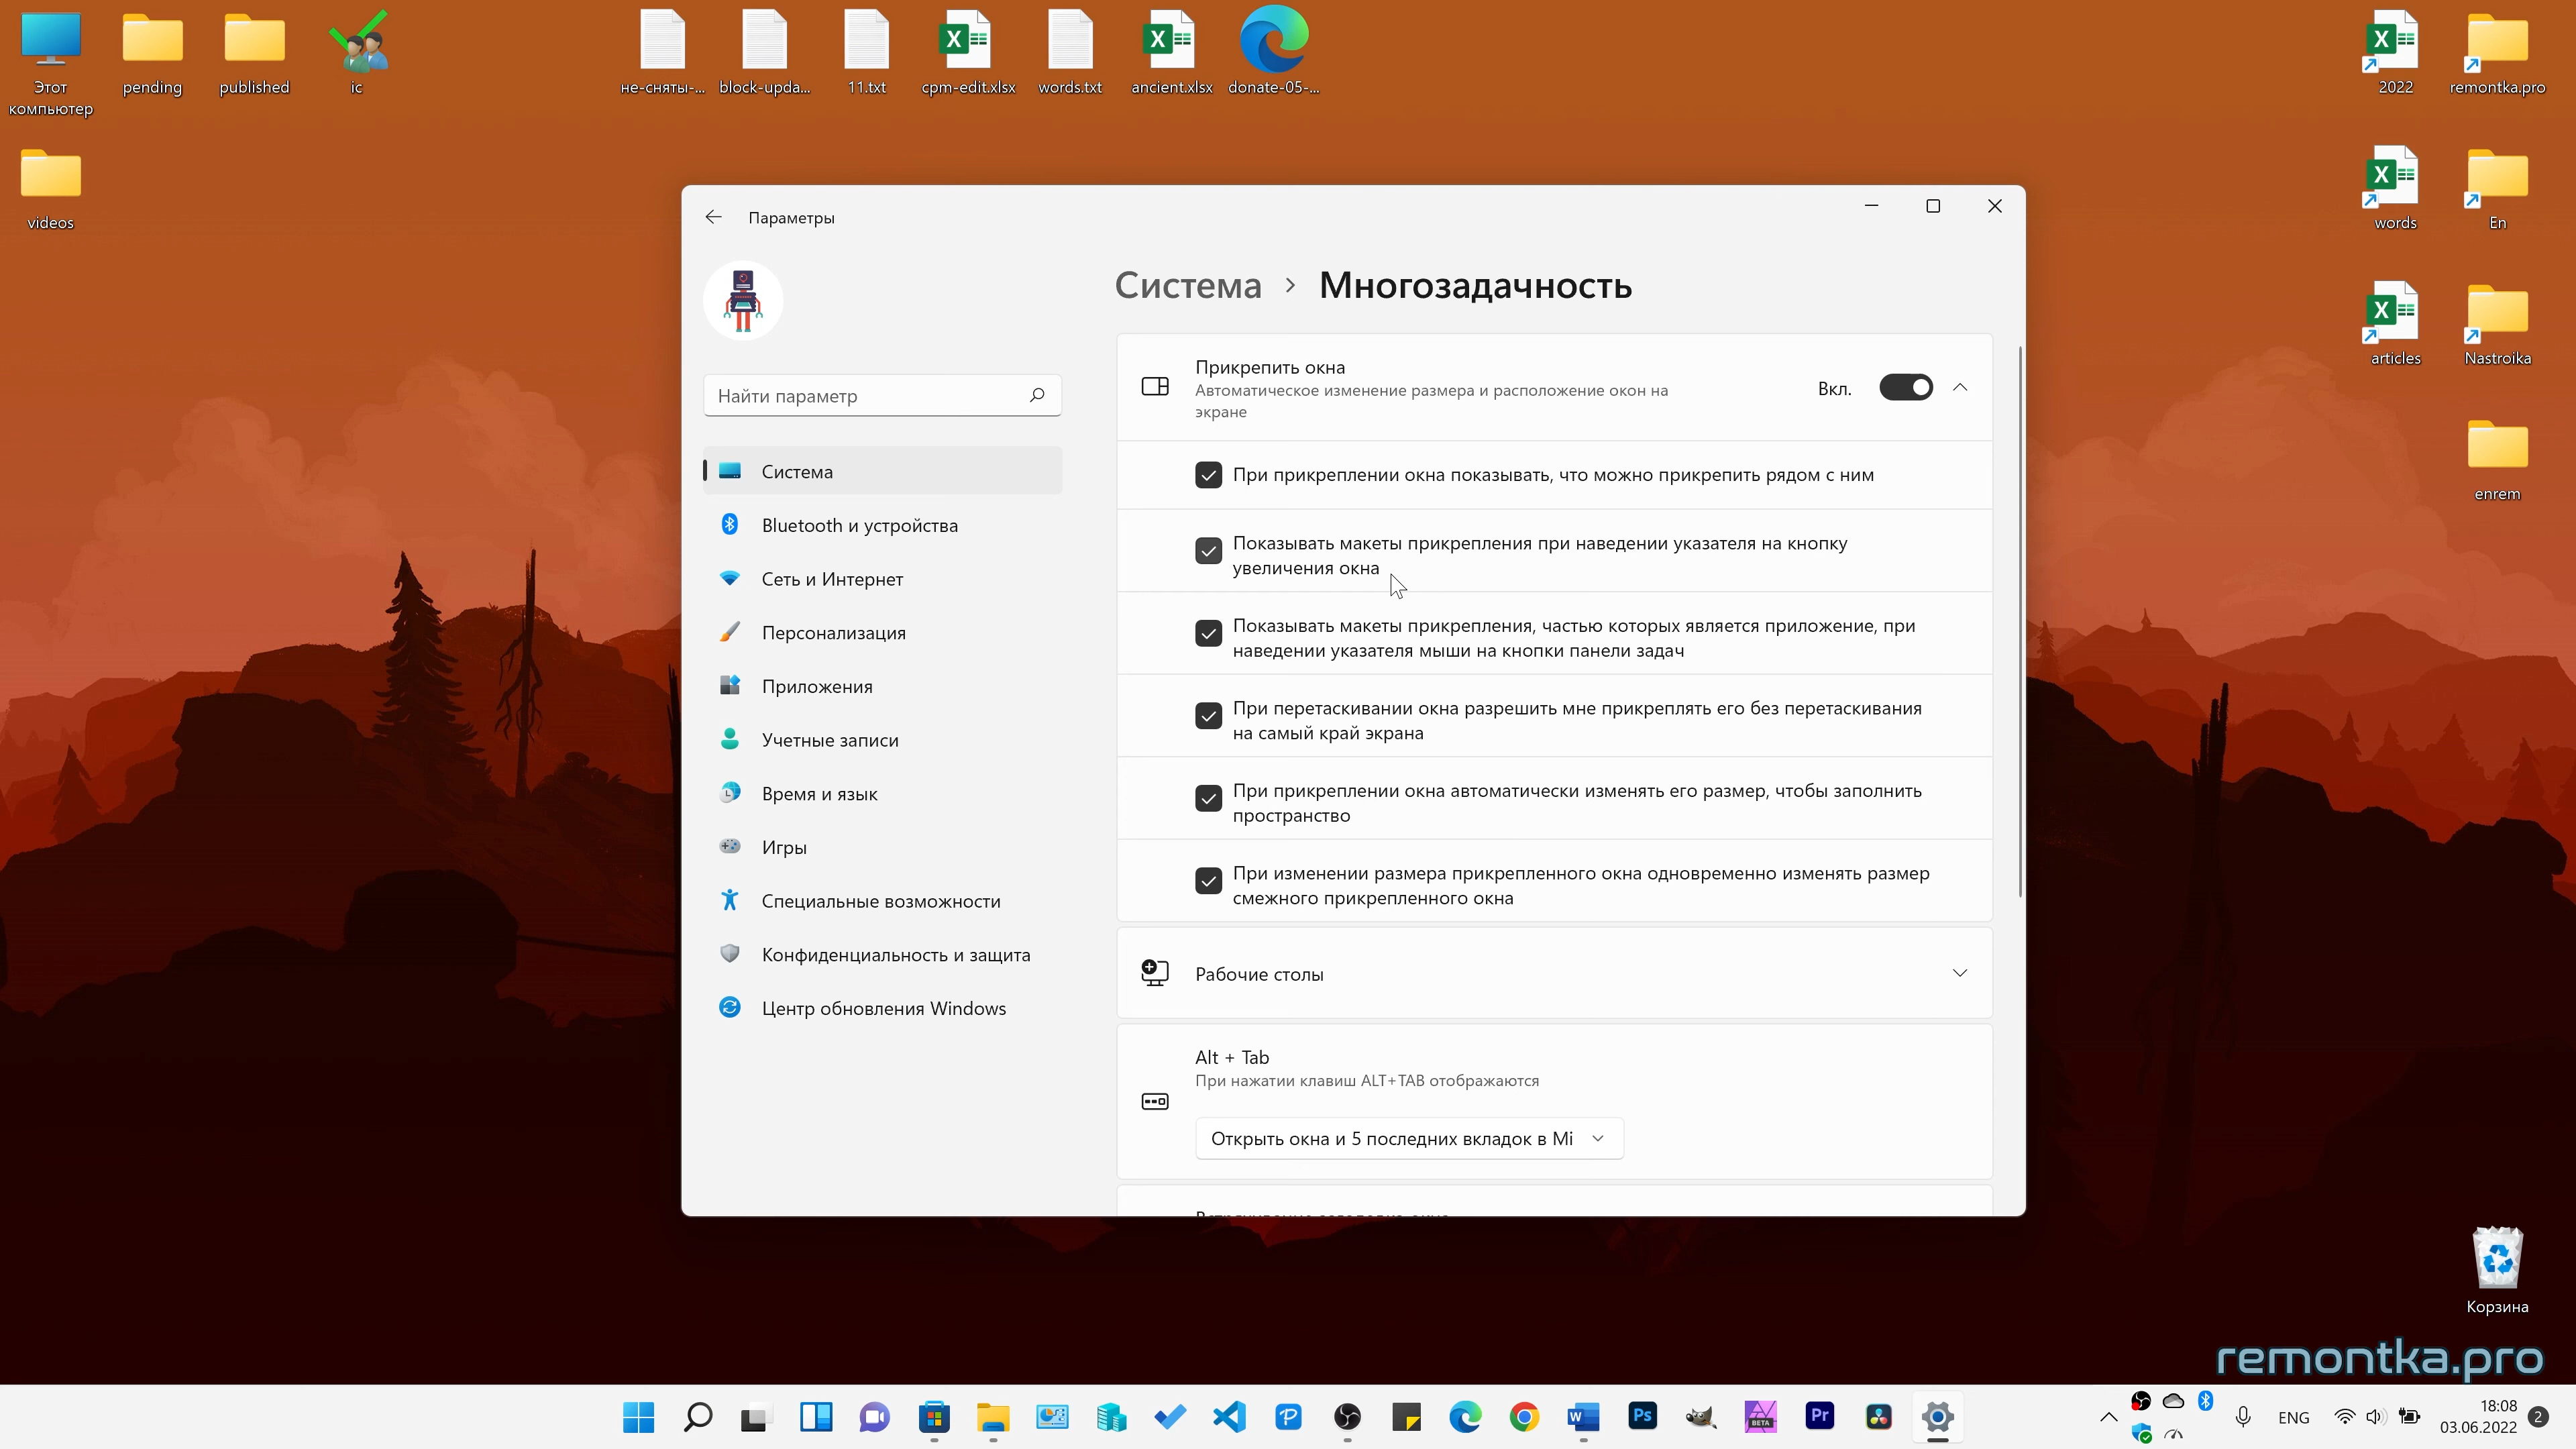 Этот
компьютер
pending
published
ic
не-сняты-...
block-upda...
11.txt
cpm-edit.xlsx
words.txt
ancient.xlsx
donate-05-...
2022
remontka.pro
videos
words
En
articles
Nastroika
enrem
Параметры
Найти параметр
Система
Bluetooth и устройства
Сеть и Интернет
Персонализация
Приложения
Учетные записи
Время и язык
Игры
Специальные возможности
Конфиденциальность и защита
Центр обновления Windows
Система > Многозадачность
Прикрепить окна
Автоматическое изменение размера и расположение окон на
экране
Вкл.
При прикреплении окна показывать, что можно прикрепить рядом с ним
Показывать макеты прикрепления при наведении указателя на кнопку
увеличения окна
Показывать макеты прикрепления, частью которых является приложение, при
наведении указателя мыши на кнопки панели задач
При перетаскивании окна разрешить мне прикреплять его без перетаскивания
на самый край экрана
При прикреплении окна автоматически изменять его размер, чтобы заполнить
пространство
При изменении размера прикрепленного окна одновременно изменять размер
смежного прикрепленного окна
Рабочие столы
Alt + Tab
При нажатии клавиш ALT+TAB отображаются
Открыть окна и 5 последних вкладок в Mi
Корзина
remontka.pro
W
Ps
BETA
Pr
ENG
18:08
03.06.2022
2